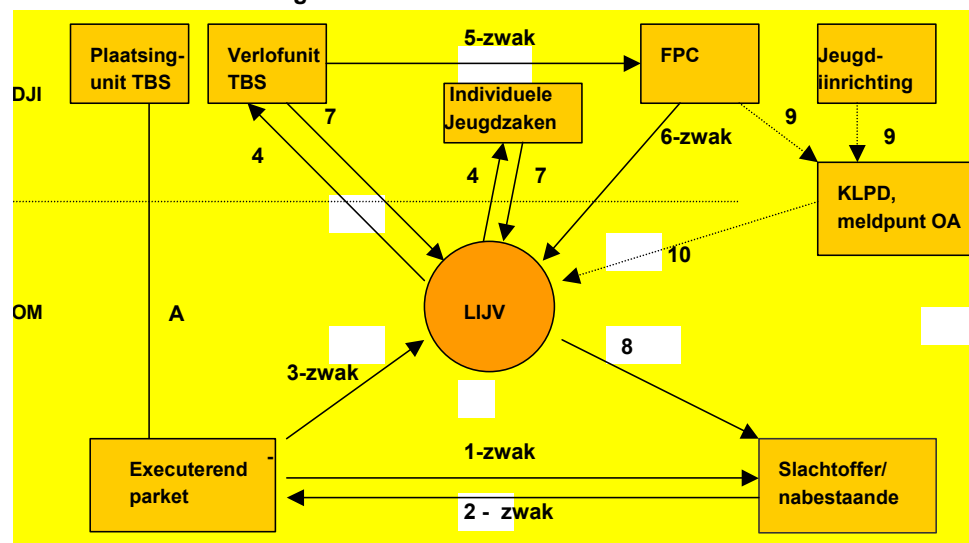 g
5-zwak
Plaatsing-
unit TBS
Verlofunit
TBS
FPC
Jeugd-
iinrichting
DJI
Individuele
Jeugdzaken
7
9
6-zwak
9
4
4
7
KLPD,
meldpunt OA
10
OM
A
LIJV
8
3-zwak
1-zwak
Executerend -
parket
Slachtoffer/
nabestaande
2 - zwak